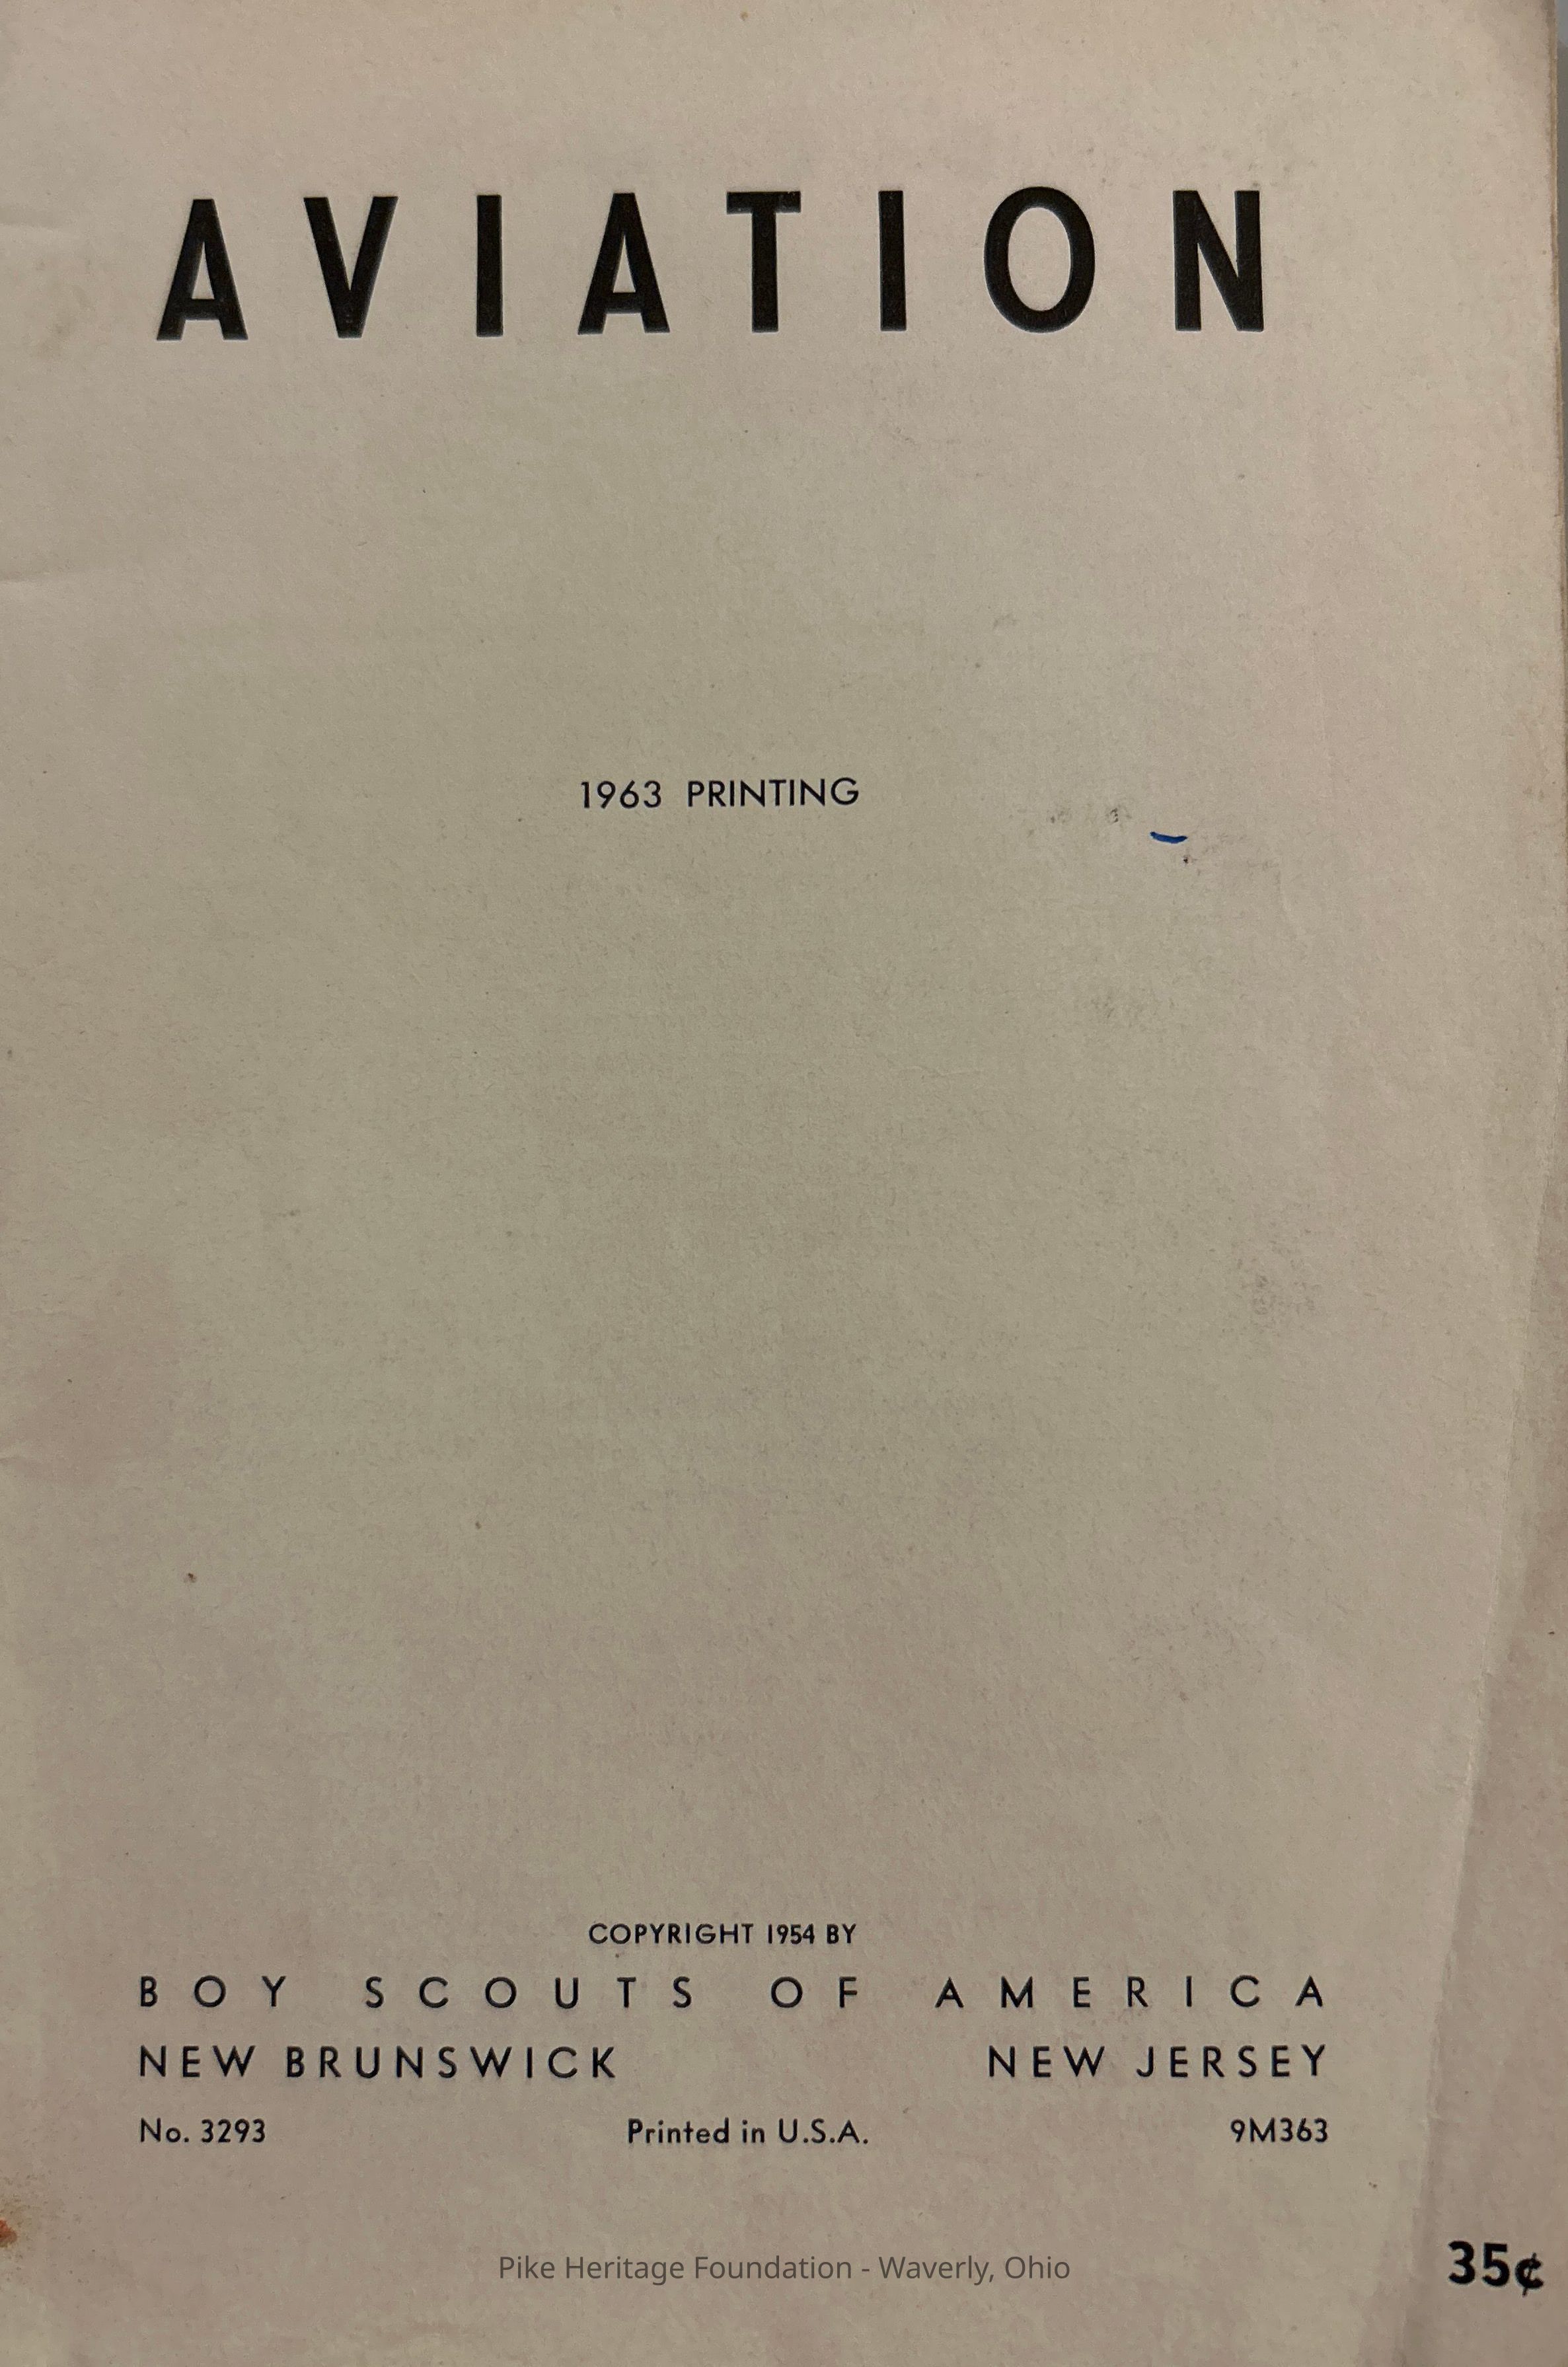 AVIATION
1963 PRINTING
COPYRIGHT 1954 BY
BOY SCOUTS OF AMERICA
NEW BRUNSWICK NEW JERSEY
No. 3293 Printed in U.S.A. 9M363
35¢
Pike Heritage Foundation - Waverly, Ohio